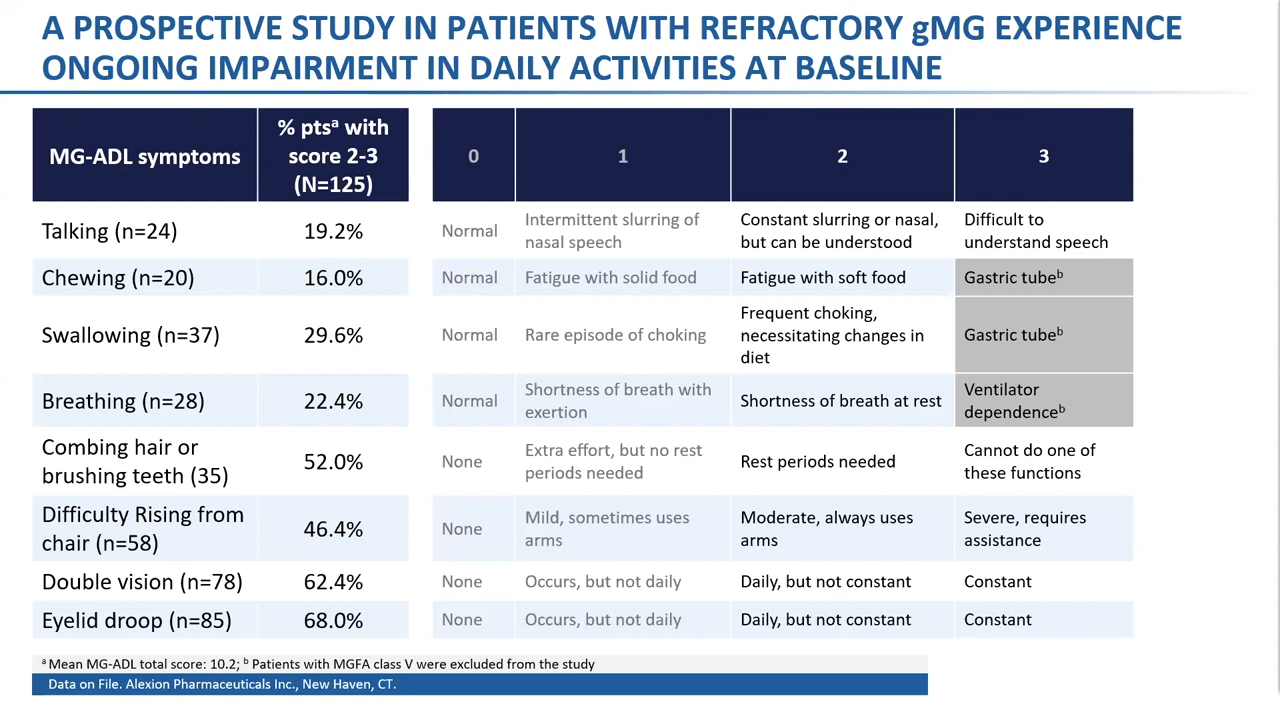 A PROSPECTIVE STUDY IN PATIENTS WITH REFRACTORY gMG EXPERIENCE
ONGOING IMPAIRMENT IN DAILY ACTIVITIES AT BASELINE
MG-ADL symptoms
% ptsᵃ with
score 2-3
(N=125)
0
1
2
3
Talking (n=24)
19.2%
Normal
Intermittent slurring of
nasal speech
Constant slurring or nasal,
but can be understood
Difficult to
understand speech
Chewing (n=20)
16.0%
Normal
Fatigue with solid food
Fatigue with soft food
Gastric tubeᵇ
Swallowing (n=37)
29.6%
Normal
Rare episode of choking
Frequent choking,
necessitating changes in
diet
Gastric tubeᵇ
Breathing (n=28)
22.4%
Normal
Shortness of breath with
exertion
Shortness of breath at rest
Ventilator
dependenceᵇ
Combing hair or
brushing teeth (35)
52.0%
None
Extra effort, but no rest
periods needed
Rest periods needed
Cannot do one of
these functions
Difficulty Rising from
chair (n=58)
46.4%
None
Mild, sometimes uses
arms
Moderate, always uses
arms
Severe, requires
assistance
Double vision (n=78)
62.4%
None
Occurs, but not daily
Daily, but not constant
Constant
Eyelid droop (n=85)
68.0%
None
Occurs, but not daily
Daily, but not constant
Constant
ᵃ Mean MG-ADL total score: 10.2; ᵇ Patients with MGFA class V were excluded from the study
Data on File. Alexion Pharmaceuticals Inc., New Haven, CT.